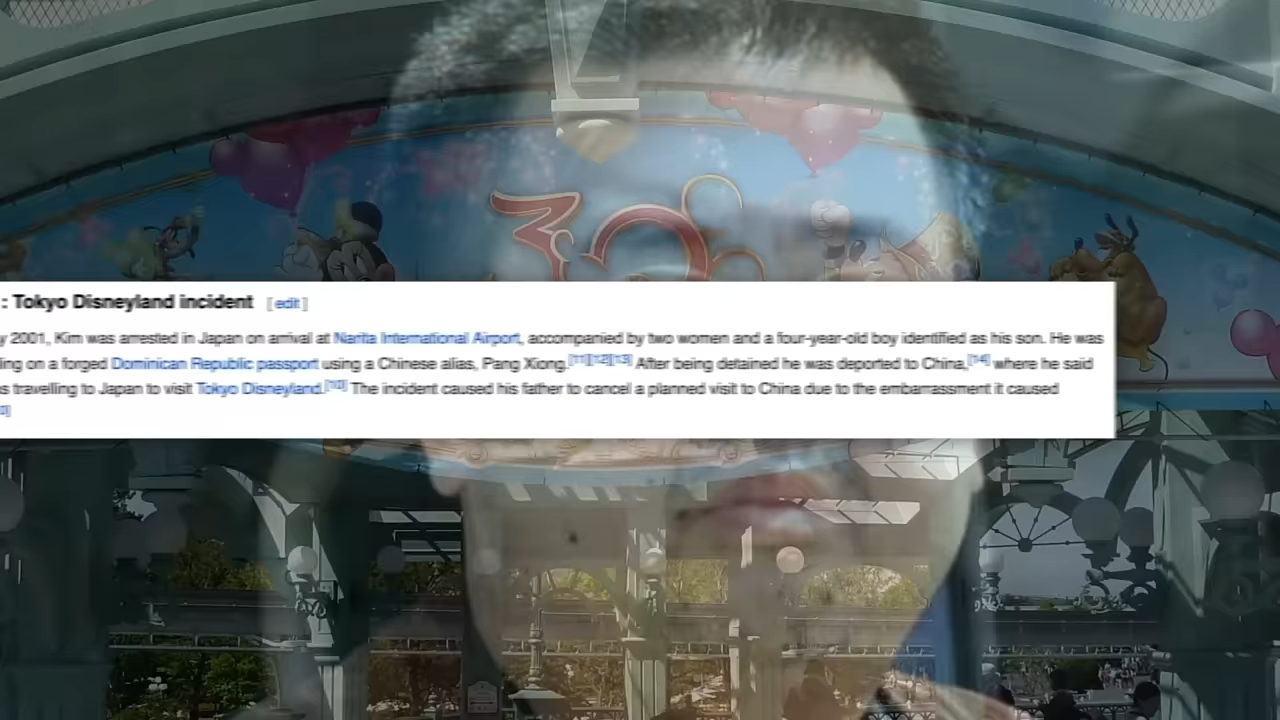 30
: Tokyo Disneyland incident [ edit ]
y 2001, Kim was arrested in Japan on arrival at Narita International Airport, accompanied by two women and a four-year-old boy identified as his son. He was
ling on a forged Dominican Republic passport using a Chinese alias, Pang Xiong.[11][12][13] After being detained he was deported to China,[14] where he said
s travelling to Japan to visit Tokyo Disneyland.[10] The incident caused his father to cancel a planned visit to China due to the embarrassment it caused
0]